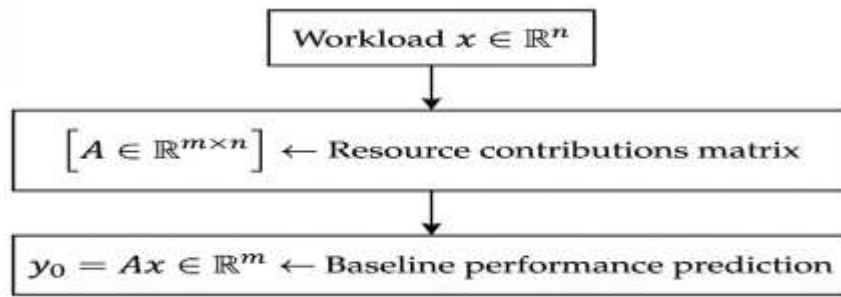 Workload x ∈ ℝⁿ
[A ∈ ℝᵐˣⁿ] ← Resource contributions matrix
y₀ = Ax ∈ ℝᵐ ← Baseline performance prediction